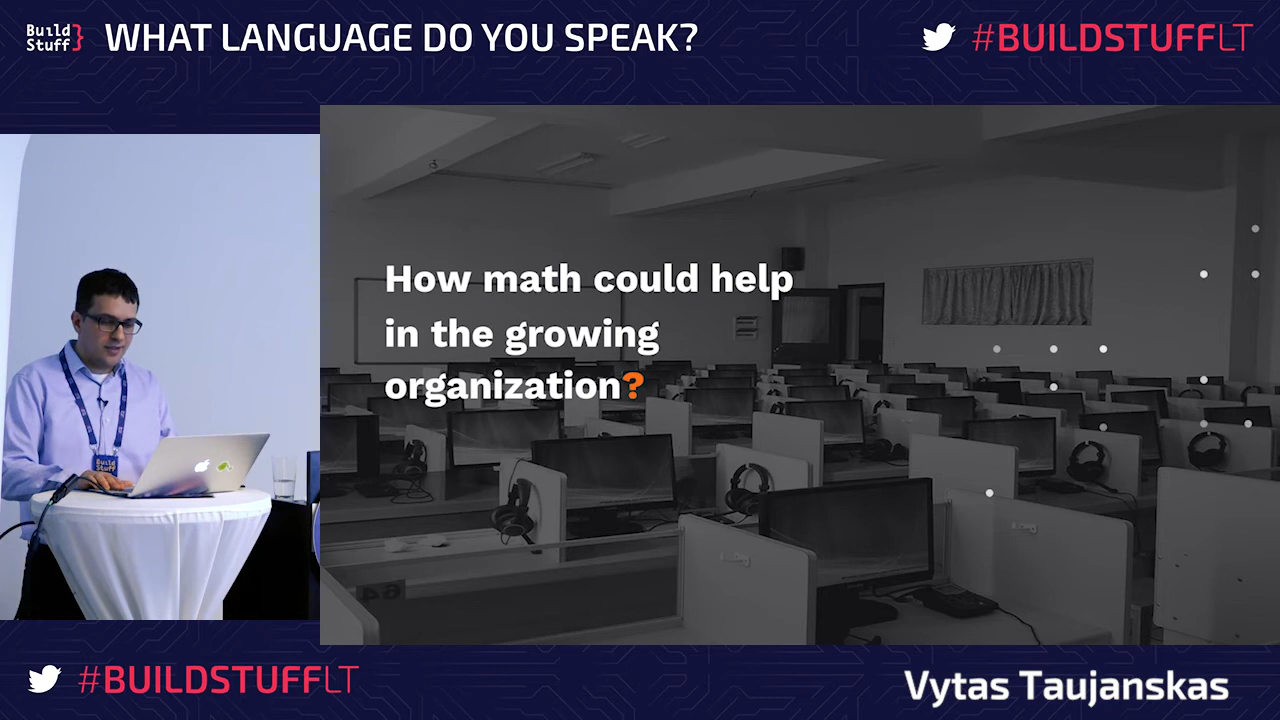 Build
Stuff}
WHAT LANGUAGE DO YOU SPEAK?
#BUILDSTUFFLT
How math could help
in the growing
organization?
Build
Stuff
64
#BUILDSTUFFLT
Vytas Taujanskas